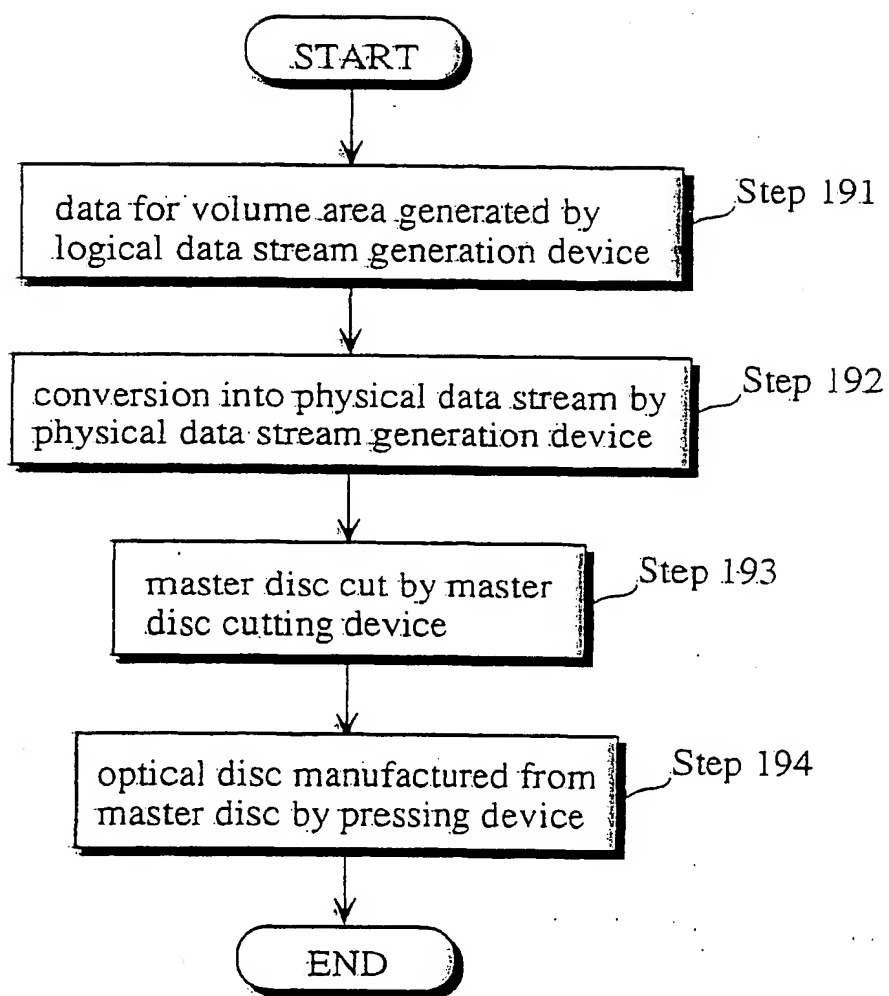 START
data for volume area generated by
logical data stream generation device
Step 191
conversion into physical data stream by
physical data stream generation device
Step 192
master disc cut by master
disc cutting device
Step 193
optical disc manufactured from
master disc by pressing device
Step 194
END